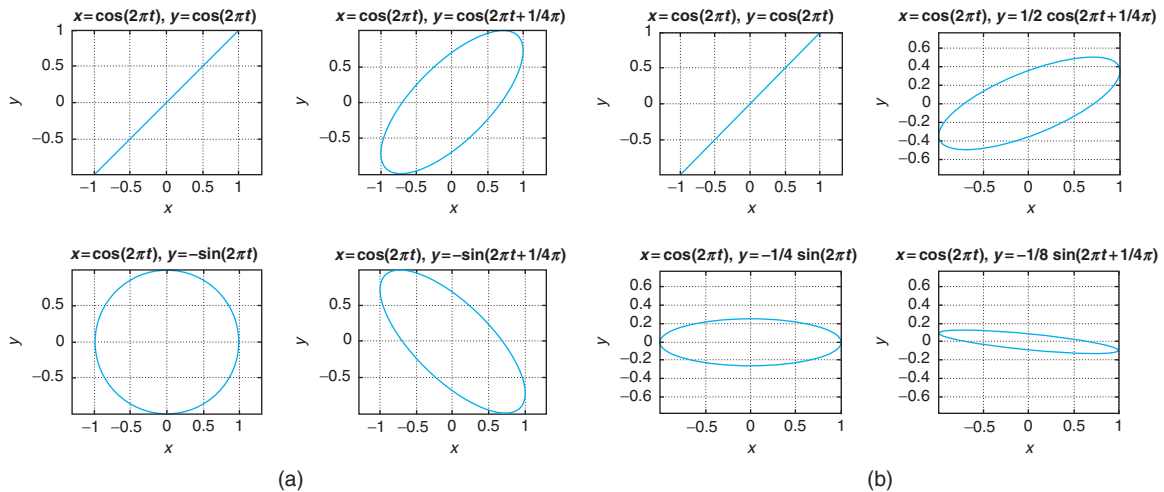 x=cos(2πt), y=cos(2πt)
1
0.5
0
−0.5
y
−1
−0.5
0
0.5
1
x
x=cos(2πt), y=cos(2πt+1/4π)
0.5
0
−0.5
y
−1
−0.5
0
0.5
1
x
x=cos(2πt), y=cos(2πt)
1
0.5
0
−0.5
y
−1
−0.5
0
0.5
1
x
x=cos(2πt), y=1/2 cos(2πt+1/4π)
0.6
0.4
0.2
0
−0.2
−0.4
−0.6
y
−0.5
0
0.5
1
x
x=cos(2πt), y=−sin(2πt)
0.5
0
−0.5
y
−1
−0.5
0
0.5
1
x
x=cos(2πt), y=−sin(2πt+1/4π)
0.5
0
−0.5
y
−1
−0.5
0
0.5
1
x
x=cos(2πt), y=−1/4 sin(2πt)
0.6
0.4
0.2
0
−0.2
−0.4
−0.6
y
−0.5
0
0.5
1
x
x=cos(2πt), y=−1/8 sin(2πt+1/4π)
0.6
0.4
0.2
0
−0.2
−0.4
−0.6
y
−0.5
0
0.5
1
x
(a)
(b)